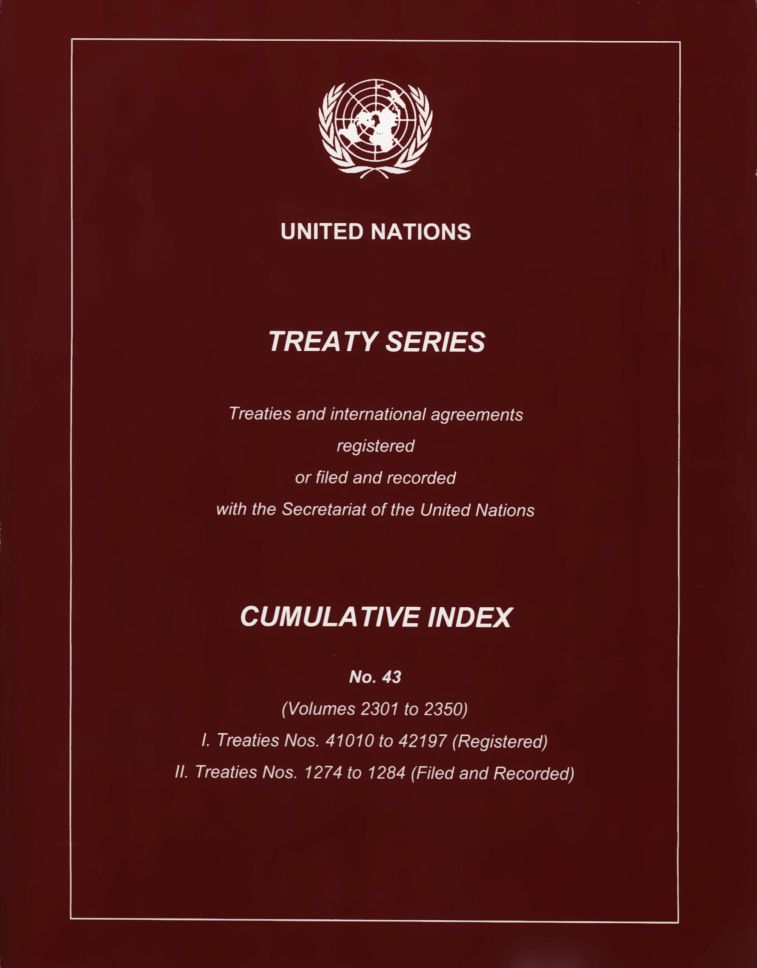 UNITED NATIONS
TREATY SERIES
Treaties and international agreements
registered
or filed and recorded
with the Secretariat of the United Nations
CUMULATIVE INDEX
No. 43
(Volumes 2301 to 2350)
I. Treaties Nos. 41010 to 42197 (Registered)
II. Treaties Nos. 1274 to 1284 (Filed and Recorded)